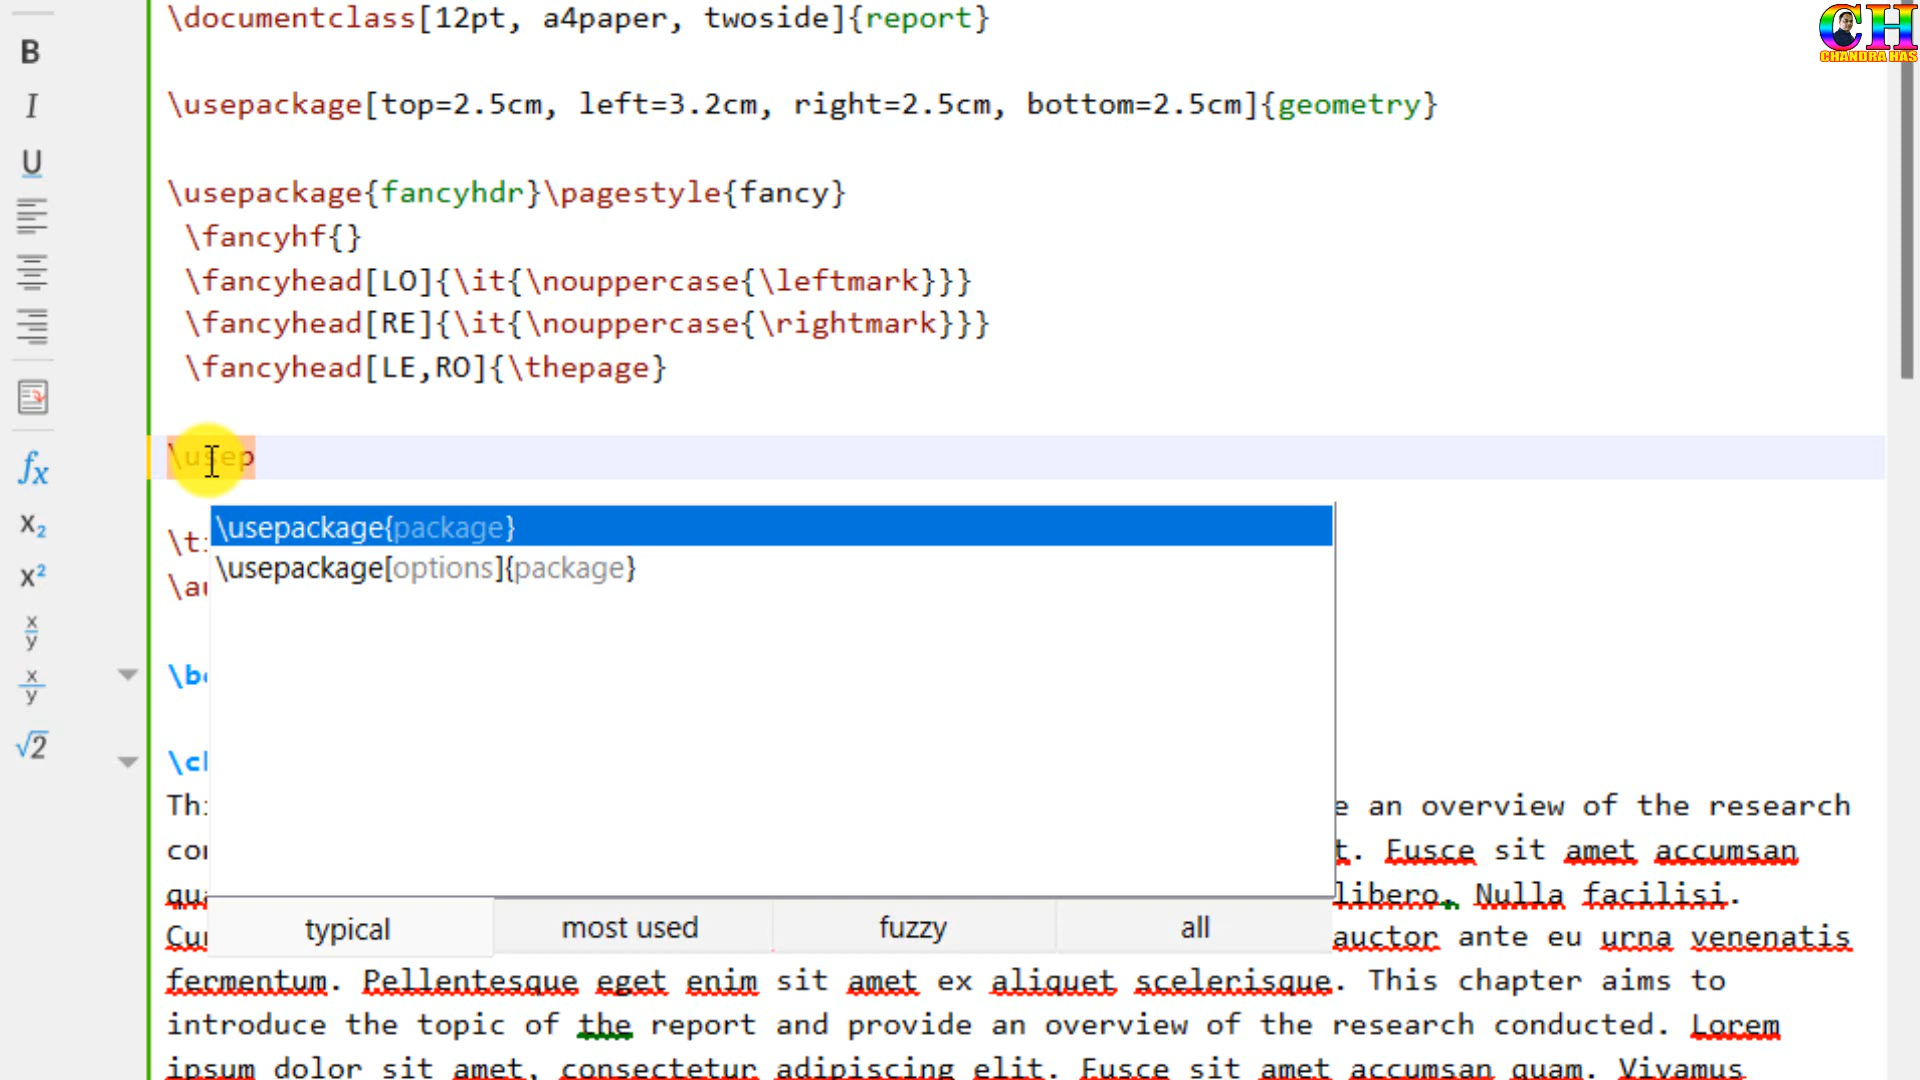 \documentclass[12pt, a4paper, twoside]{report}
CH
CHANDRA HAS
B
\usepackage[top=2.5cm, left=3.2cm, right=2.5cm, bottom=2.5cm]{geometry}
I
U
\usepackage{fancyhdr}\pagestyle{fancy}
\fancyhf{}
\fancyhead[LO]{\it{\nouppercase{\leftmark}}}
\fancyhead[RE]{\it{\nouppercase{\rightmark}}}
\fancyhead[LE,RO]{\thepage}
\usep
fx
X2
\usepackage{package}
\usepackage[options]{package}
X2
x
y
x
y
√2
e an overview of the research
t. Fusce sit amet accumsan
libero. Nulla facilisi.
typical most used fuzzy all
auctor ante eu urna venenatis
fermentum. Pellentesque eget enim sit amet ex aliquet scelerisque. This chapter aims to
introduce the topic of the report and provide an overview of the research conducted. Lorem
ipsum dolor sit amet, consectetur adipiscing elit. Fusce sit amet accumsan quam. Vivamus